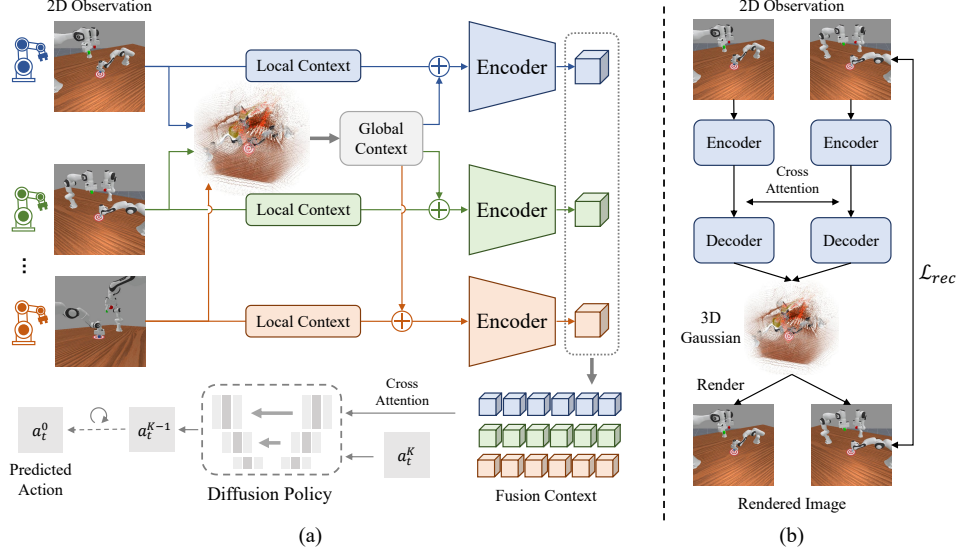 2D Observation
Local Context
Encoder
Global
Context
Local Context
Encoder
...
Local Context
Encoder
Cross
Attention
a_t^0
a_t^{K-1}
a_t^K
Predicted
Action
Diffusion Policy
Fusion Context
(a)
2D Observation
Encoder
Encoder
Cross
Attention
Decoder
Decoder
ℒ_{rec}
3D
Gaussian
Render
Rendered Image
(b)